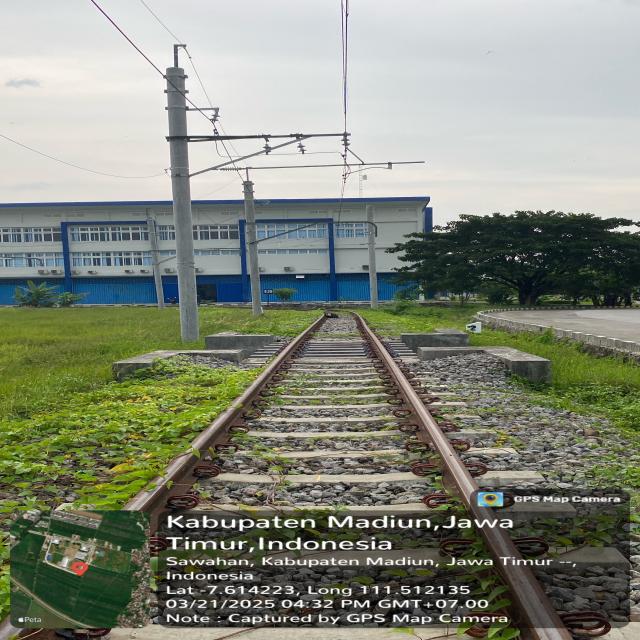 GPS Map Camera
Kabupaten Madiun,Jawa
Timur,Indonesia
Sawahan, Kabupaten Madiun, Jawa Timur --,
Indonesia
Lat -7.614223, Long 111.512135
03/21/2025 04:32 PM GMT+07.00
Note : Captured by GPS Map Camera
Peta